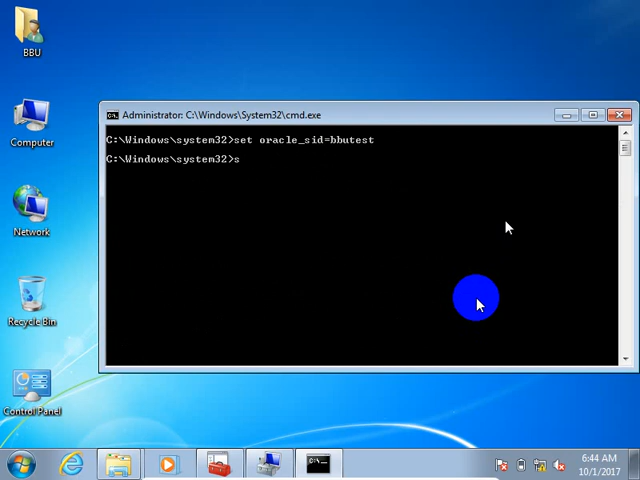 BBU
Computer
Network
Recycle Bin
Control Panel
Administrator: C:\Windows\System32\cmd.exe
C:\Windows\system32>set oracle_sid=bbutest
C:\Windows\system32>s
C:\_
6:44 AM
10/1/2017